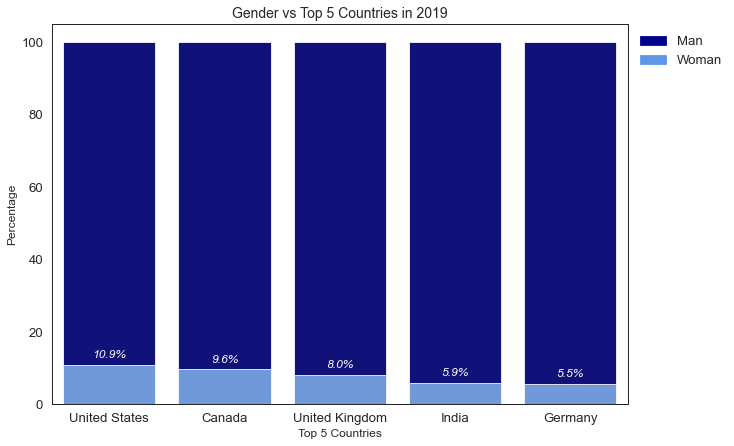 Gender vs Top 5 Countries in 2019
Man
Woman
Percentage
100
80
60
40
20
0
10.9%
9.6%
8.0%
5.9%
5.5%
United States
Canada
United Kingdom
India
Germany
Top 5 Countries